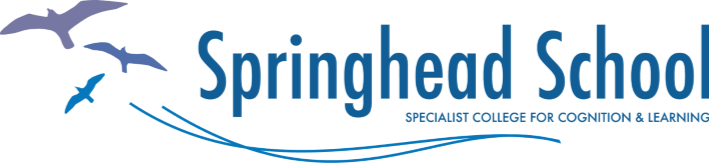 Springhead School
SPECIALIST COLLEGE FOR COGNITION & LEARNING